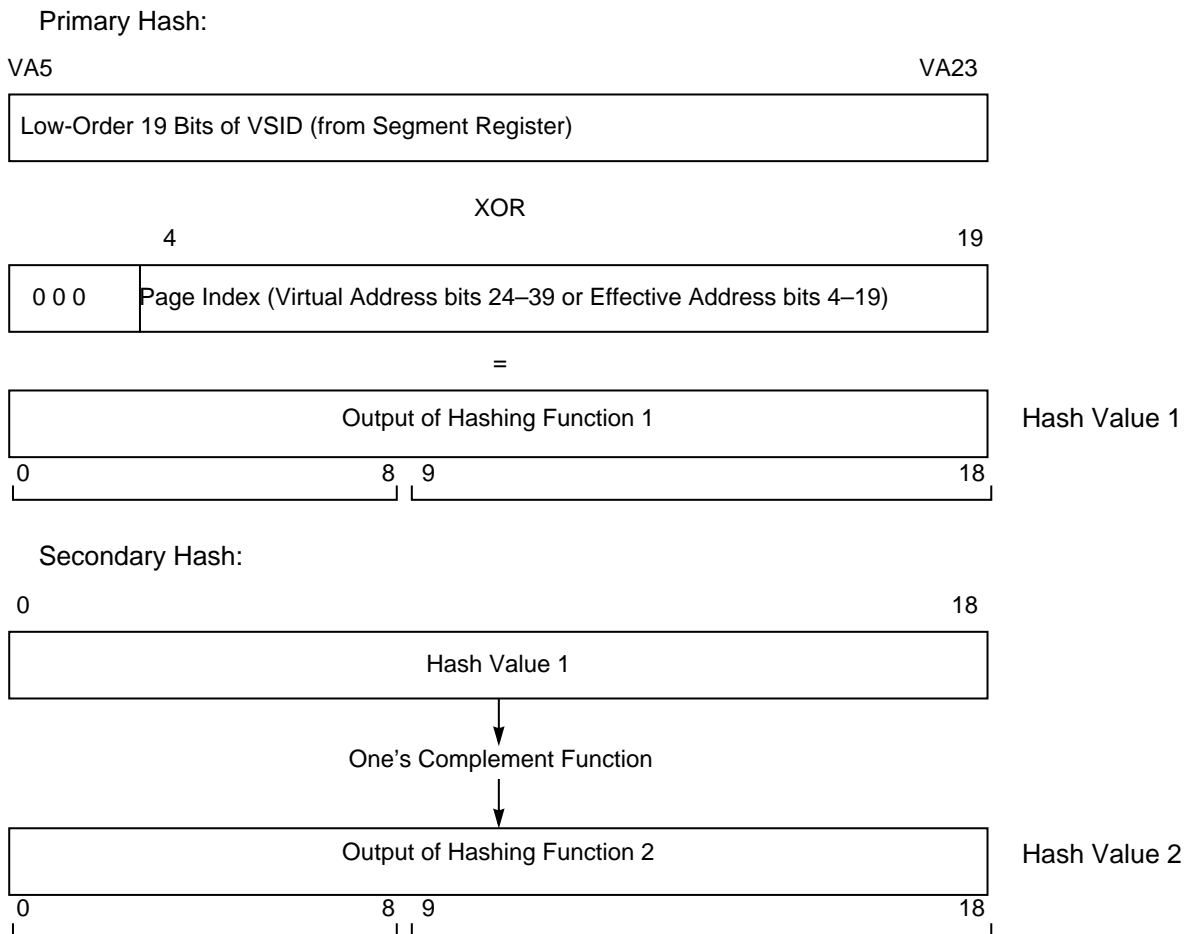 Primary Hash:
VA5 VA23
Low-Order 19 Bits of VSID (from Segment Register)
XOR
4 19
0 0 0 Page Index (Virtual Address bits 24–39 or Effective Address bits 4–19)
=
Output of Hashing Function 1 Hash Value 1
0 8 9 18
Secondary Hash:
0 18
Hash Value 1
One's Complement Function
Output of Hashing Function 2 Hash Value 2
0 8 9 18